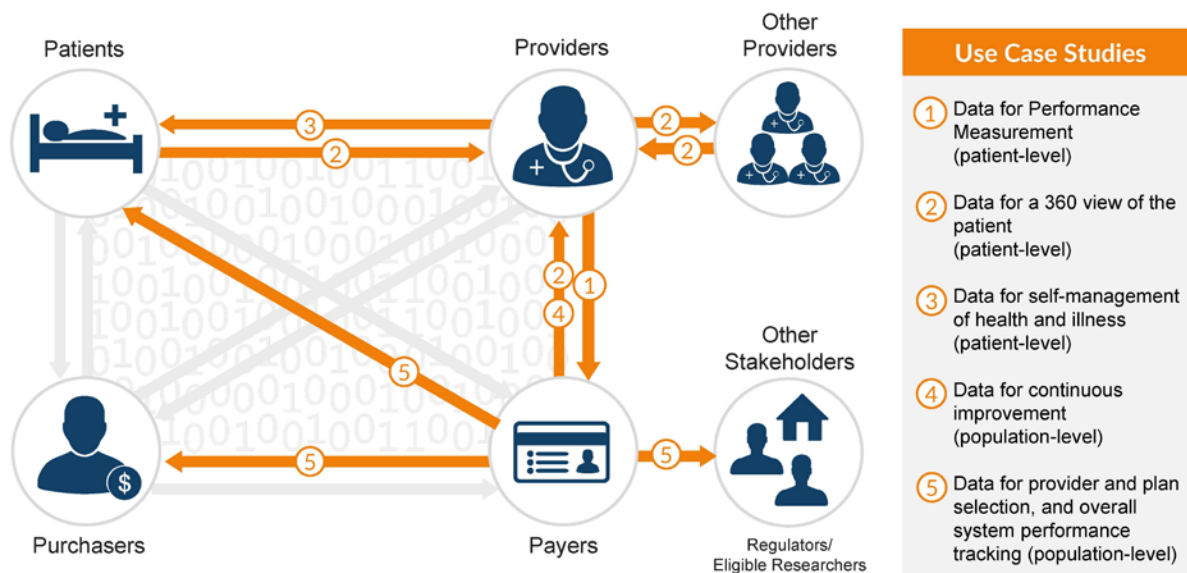 Patients
Providers
Other
Providers
3
2
2
2
2
4
1
5
5
5
$
Purchasers
Payers
Other
Stakeholders
Regulators/
Eligible Researchers
Use Case Studies
1 Data for Performance
Measurement
(patient-level)
2 Data for a 360 view of the
patient
(patient-level)
3 Data for self-management
of health and illness
(patient-level)
4 Data for continuous
improvement
(population-level)
5 Data for provider and plan
selection, and overall
system performance
tracking (population-level)